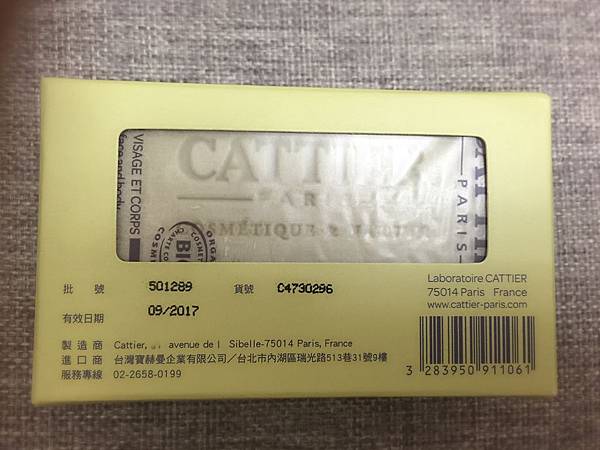 CATTIER
PARIS
COSMÉTIQUE &
VISAGE ET CORPS
face and body
PARIS
BIO
批 號 501289 貨號 C4730296
有效日期 09/2017
Laboratoire CATTIER
75014 Paris France
www.cattier-paris.com
製 造 商 Cattier, avenue de l Sibelle-75014 Paris, France
進 口 商 台灣寶赫曼企業有限公司／台北市內湖區瑞光路513巷31號9樓
服務專線 02-2658-0199
3 283950 911061